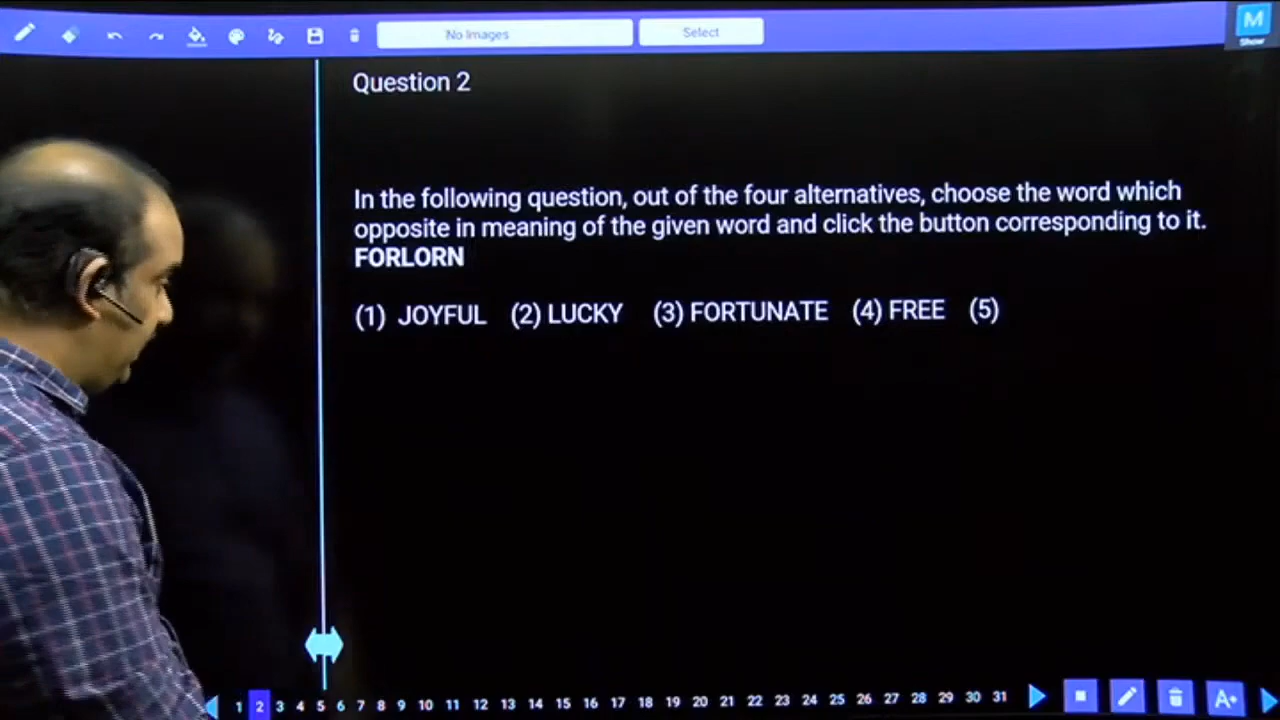 No Images
Select
M
Show
Question 2
In the following question, out of the four alternatives, choose the word which
opposite in meaning of the given word and click the button corresponding to it.
FORLORN
(1) JOYFUL (2) LUCKY (3) FORTUNATE (4) FREE (5)
1 2 3 4 5 6 7 8 9 10 11 12 13 14 15 16 17 18 19 20 21 22 23 24 25 26 27 28 29 30 31
A+